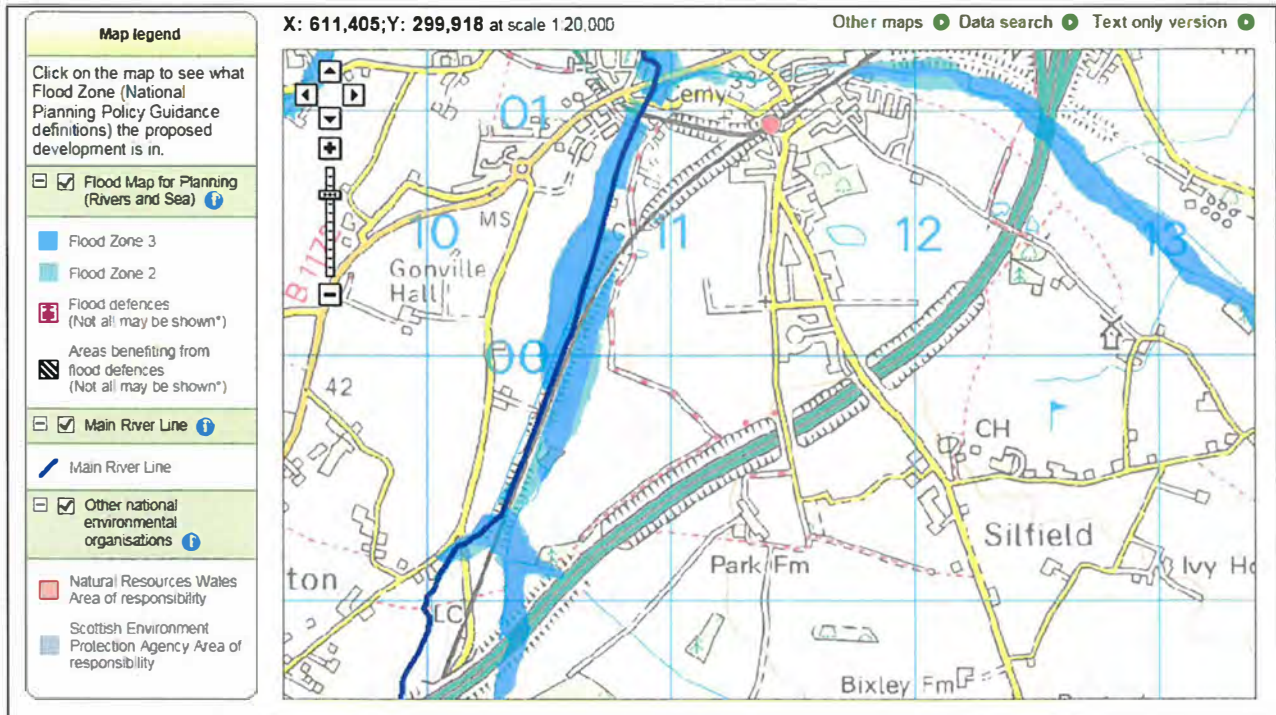 Map legend
Click on the map to see what
Flood Zone (National
Planning Policy Guidance
definitions) the proposed
development is in.
Flood Map for Planning
(Rivers and Sea)
Flood Zone 3
Flood Zone 2
Flood defences
(Not all may be shown*)
Areas benefiting from
flood defences
(Not all may be shown*)
Main River Line
Main River Line
Other national
environmental
organisations
Natural Resources Wales
Area of responsibility
Scottish Environment
Protection Agency Area of
responsibility
X: 611,405;Y: 299,918 at scale 1:20,000
Other maps Data search Text only version
emy
33
01
MS
10
11
12
13
B 1172
Gonville
Hall
00
42
CH
Silfield
Park Fm
Ivy Ho
ton
LC
Bixley Fm